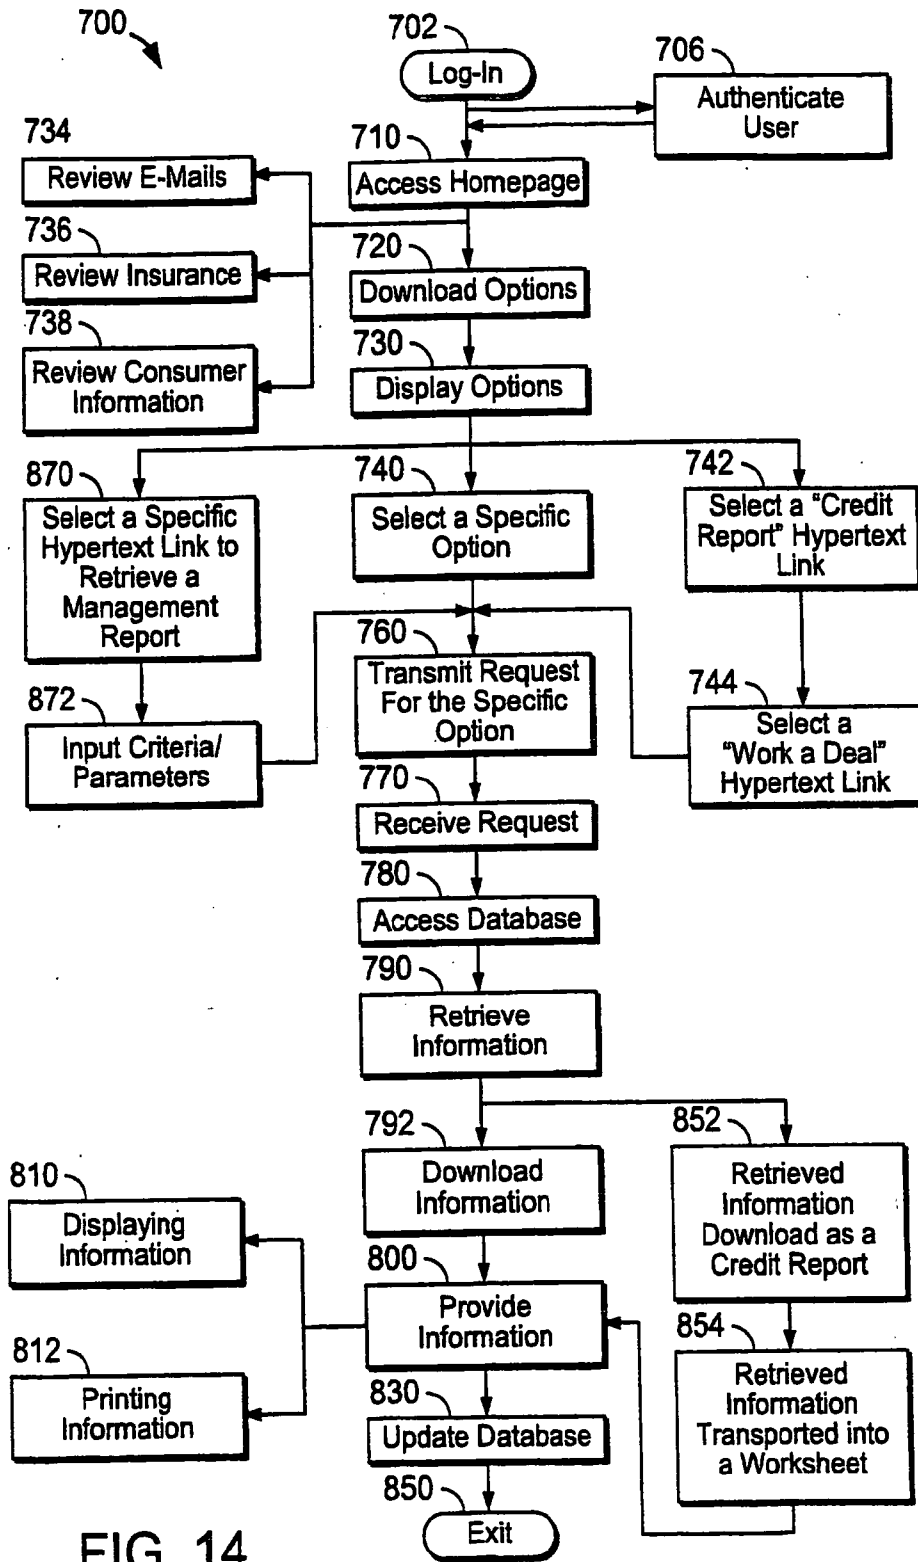 700
702
Log-In
706
Authenticate
User
710
Access Homepage
734
Review E-Mails
736
Review Insurance
738
Review Consumer
Information
720
Download Options
730
Display Options
870
Select a Specific
Hypertext Link to
Retrieve a
Management
Report
740
Select a Specific
Option
742
Select a "Credit
Report" Hypertext
Link
872
Input Criteria/
Parameters
760
Transmit Request
For the Specific
Option
744
Select a
"Work a Deal"
Hypertext Link
770
Receive Request
780
Access Database
790
Retrieve
Information
792
Download
Information
852
Retrieved
Information
Download as a
Credit Report
810
Displaying
Information
800
Provide
Information
812
Printing
Information
854
Retrieved
Information
Transported into
a Worksheet
830
Update Database
850
Exit
FIG. 14